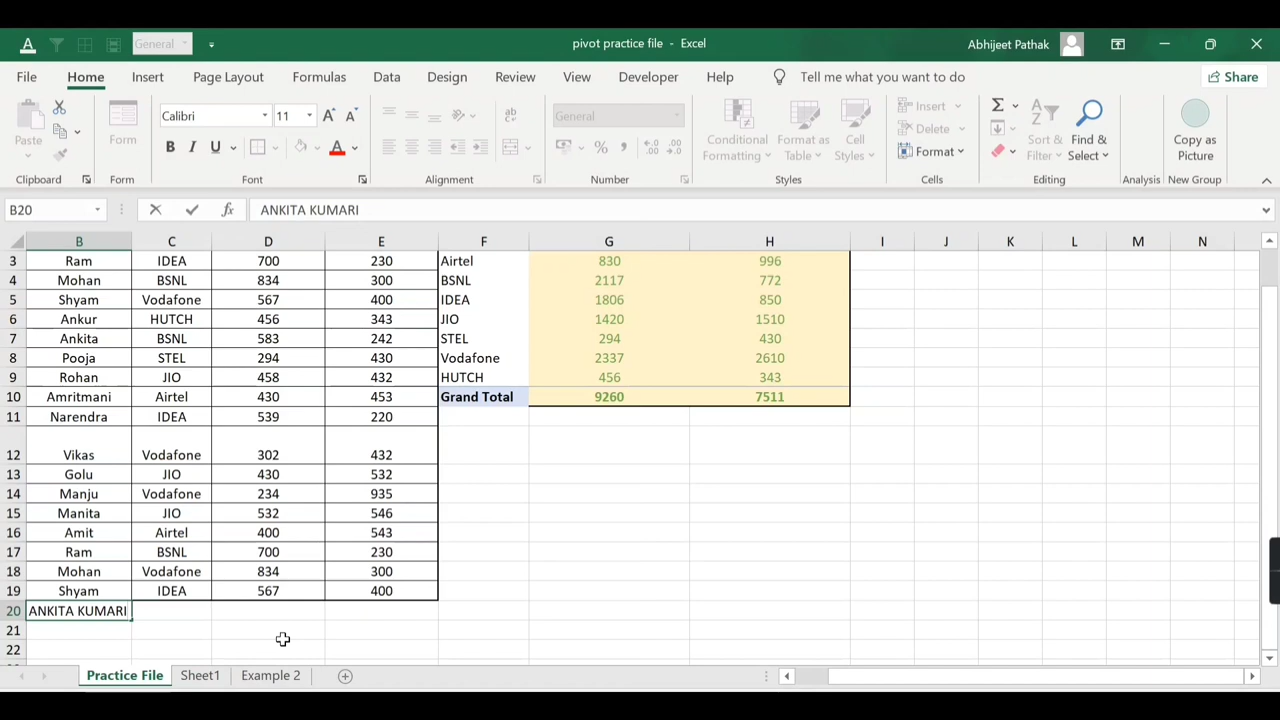 General
pivot practice file - Excel
Abhijeet Pathak
File Home Insert Page Layout Formulas Data Design Review View Developer Help Tell me what you want to do Share
Paste
Clipboard
Form
Form
Calibri 11
B I U A
Font
ab
Alignment
General
% ,
Number
Conditional Formatting
Format as Table
Cell Styles
Styles
Insert
Delete
Format
Cells
Sort & Filter
Find & Select
Editing
Analysis
Copy as Picture
New Group
B20 fx ANKITA KUMARI
B C D E F G H I J K L M N
3 Ram IDEA 700 230 Airtel 830 996
4 Mohan BSNL 834 300 BSNL 2117 772
5 Shyam Vodafone 567 400 IDEA 1806 850
6 Ankur HUTCH 456 343 JIO 1420 1510
7 Ankita BSNL 583 242 STEL 294 430
8 Pooja STEL 294 430 Vodafone 2337 2610
9 Rohan JIO 458 432 HUTCH 456 343
10 Amritmani Airtel 430 453 Grand Total 9260 7511
11 Narendra IDEA 539 220
12 Vikas Vodafone 302 432
13 Golu JIO 430 532
14 Manju Vodafone 234 935
15 Manita JIO 532 546
16 Amit Airtel 400 543
17 Ram BSNL 700 230
18 Mohan Vodafone 834 300
19 Shyam IDEA 567 400
20 ANKITA KUMARI
21
22
Practice File Sheet1 Example 2